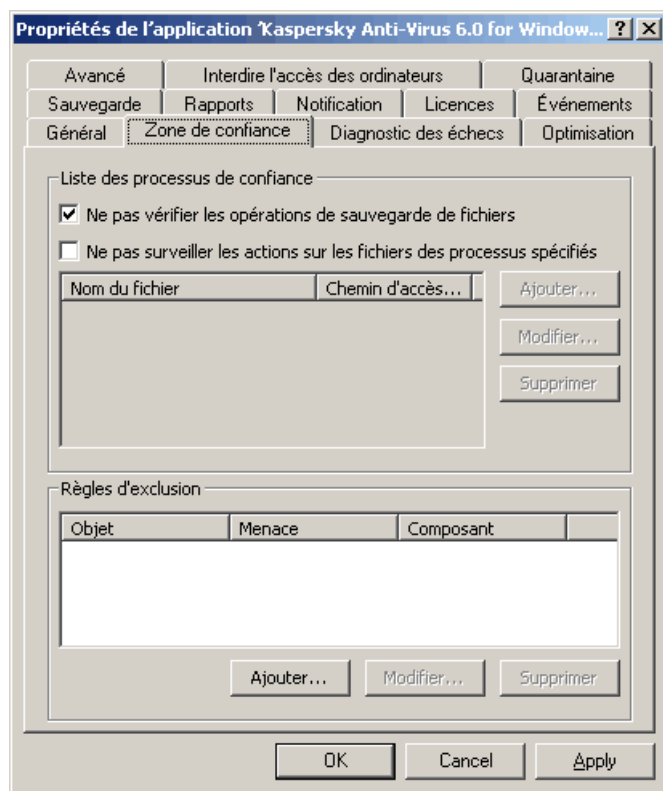 Propriétés de l'application 'Kaspersky Anti-Virus 6.0 for Window...
Avancé Interdire l'accès des ordinateurs Quarantaine
Sauvegarde Rapports Notification Licences Événements
Général Zone de confiance Diagnostic des échecs Optimisation
Liste des processus de confiance
Ne pas vérifier les opérations de sauvegarde de fichiers
Ne pas surveiller les actions sur les fichiers des processus spécifiés
Nom du fichier Chemin d'accès... Ajouter...
Modifier...
Supprimer
Règles d'exclusion
Objet Menace Composant
Ajouter... Modifier... Supprimer
OK Cancel Apply